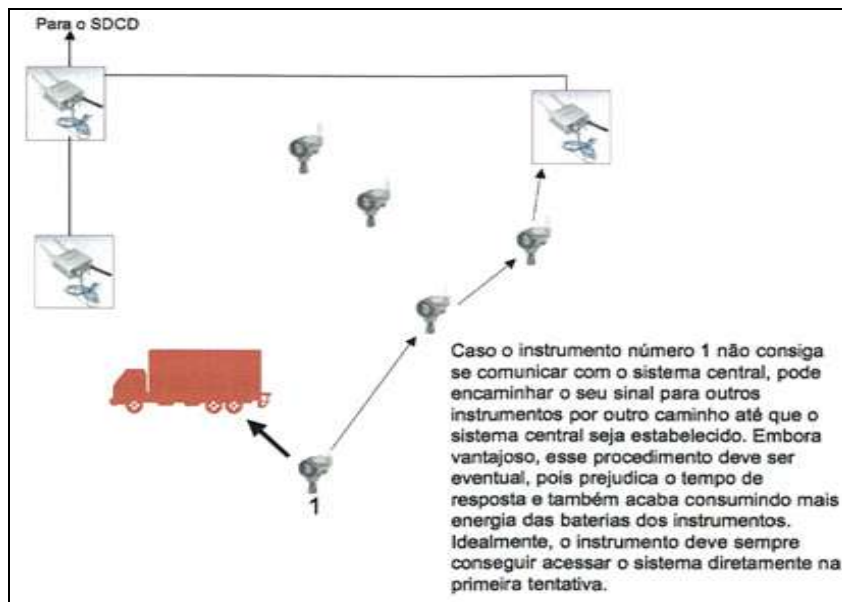 Para o SDCD
Caso o instrumento número 1 não consiga
se comunicar com o sistema central, pode
encaminhar o seu sinal para outros
instrumentos por outro caminho até que o
sistema central seja estabelecido. Embora
vantajoso, esse procedimento deve ser
eventual, pois prejudica o tempo de
resposta e também acaba consumindo mais
energia das baterias dos instrumentos.
Idealmente, o instrumento deve sempre
conseguir acessar o sistema diretamente na
primeira tentativa.
1